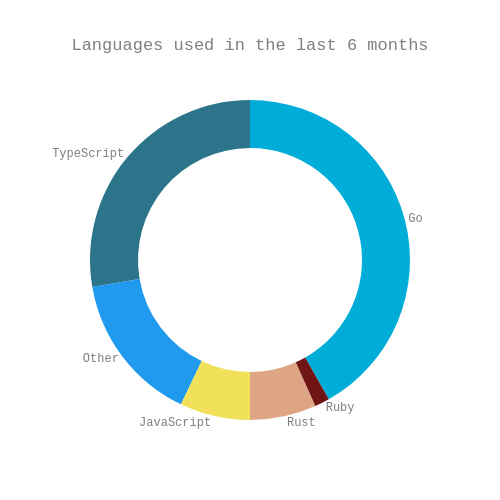 Languages used in the last 6 months
TypeScript
Go
Other
Ruby
JavaScript
Rust